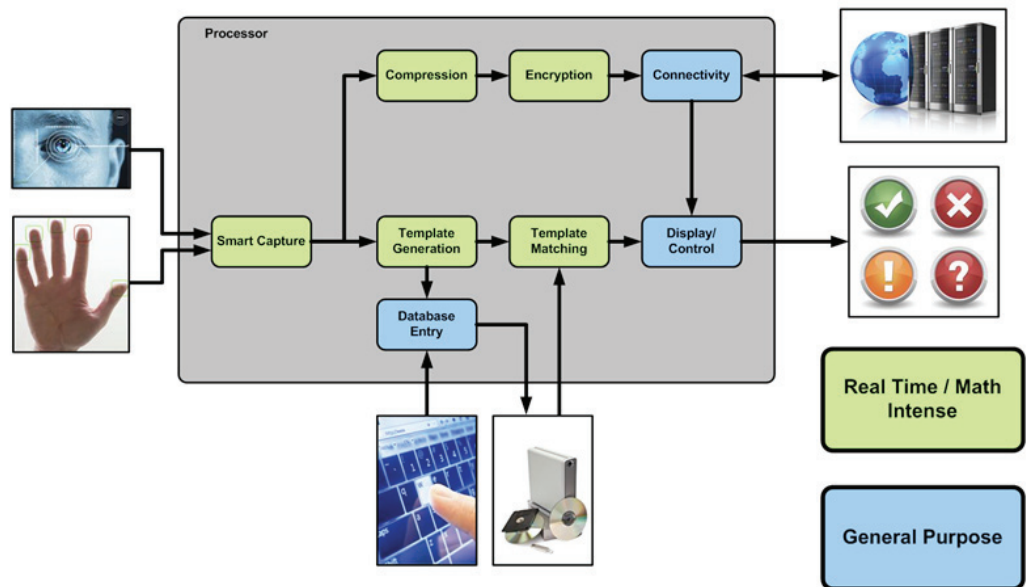 Processor
Compression
Encryption
Connectivity
Smart Capture
Template
Generation
Template
Matching
Display/
Control
Database
Entry
Real Time / Math
Intense
General Purpose